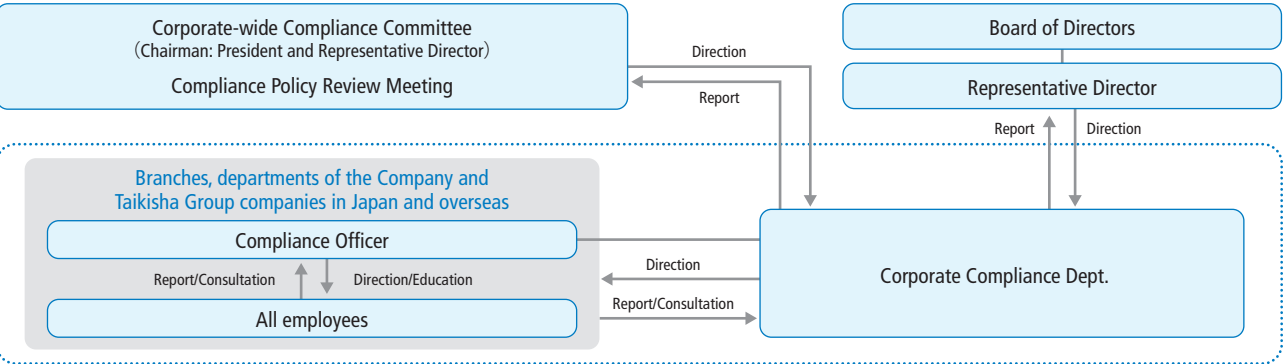 Corporate-wide Compliance Committee
（Chairman: President and Representative Director）
Compliance Policy Review Meeting
Direction
Report
Board of Directors
Representative Director
Report
Direction
Branches, departments of the Company and
Taikisha Group companies in Japan and overseas
Compliance Officer
Report/Consultation
Direction/Education
All employees
Direction
Report/Consultation
Corporate Compliance Dept.